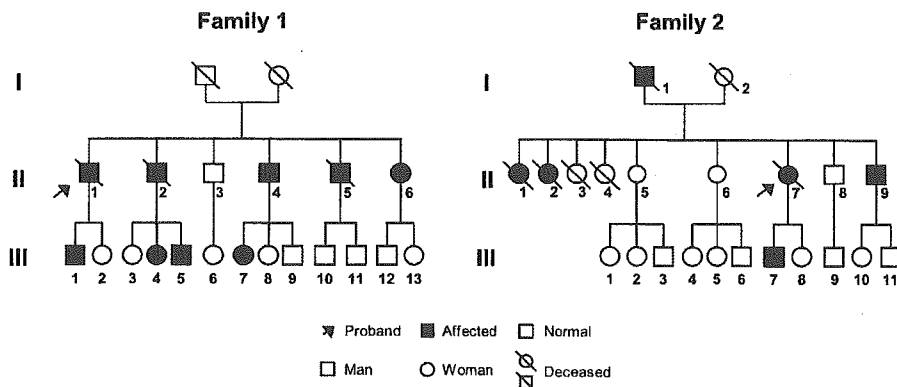 Family 1 Family 2
I
I
1 2
II
1 2 3 4 5 6
II
1 2 3 4 5 6 7 8 9
III
1 2 3 4 5 6 7 8 9 10 11 12 13
III
1 2 3 4 5 6 7 8 9 10 11
Proband Affected Normal
Man Woman Deceased